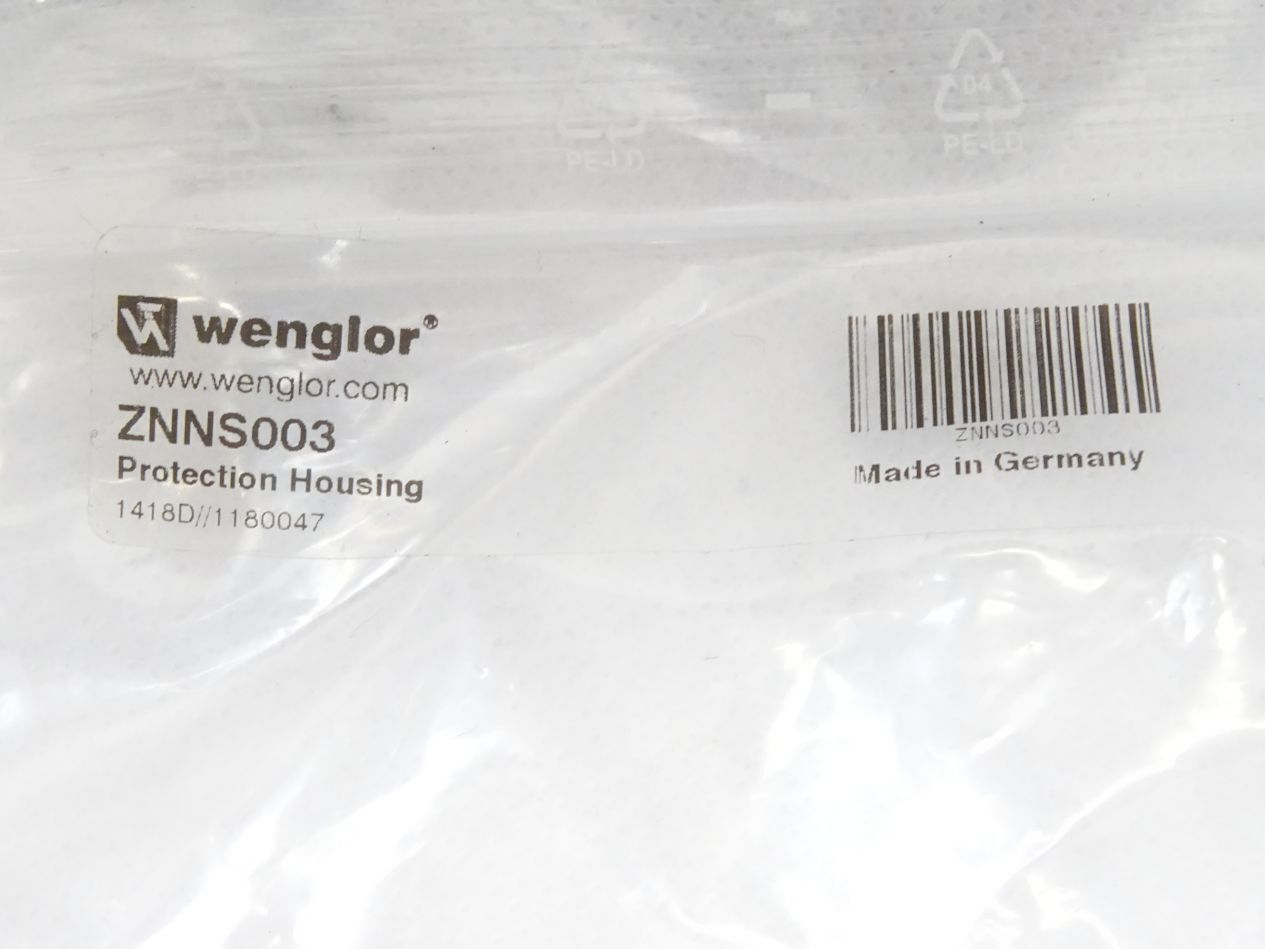 04
PE-LD
PE-LD
wenglor®
www.wenglor.com
ZNNS003
Protection Housing
1418D//1180047
ZNNS003
Made in Germany